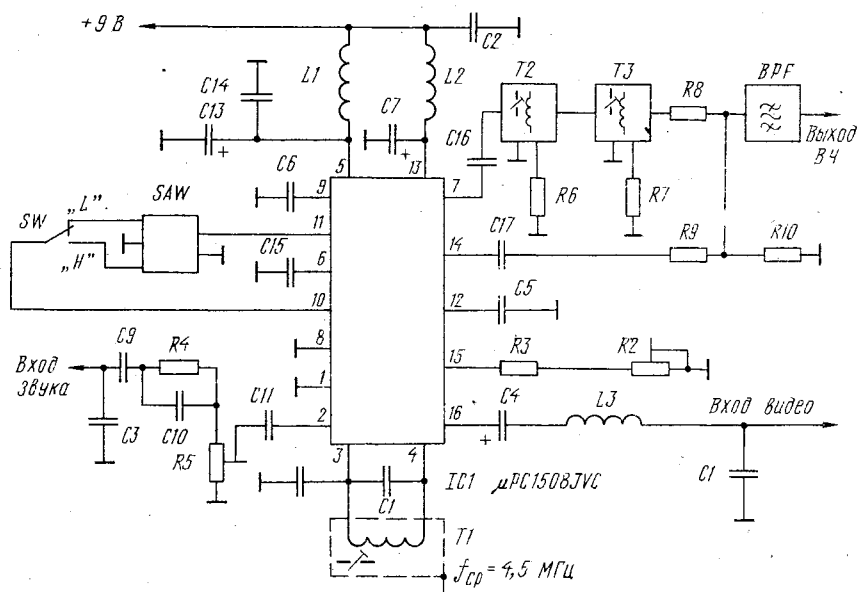 +9 В
C2
C14
L1
L2
T2
T3
R8
BPF
C13
C7
C16
Выход
ВЧ
+
+
5
13
C6
9
7
R6
R7
SAW
SW
„L"
11
C17
R9
R10
„H"
C15
6
14
10
12
C5
8
R3
R2
C9
R4
15
Вход
звука
1
C4
L3
Вход видео
C11
C3
C10
2
16
+
R5
3
4
IC1 μPC1508JVC
C1
C1
T1
fср = 4,5 МГц